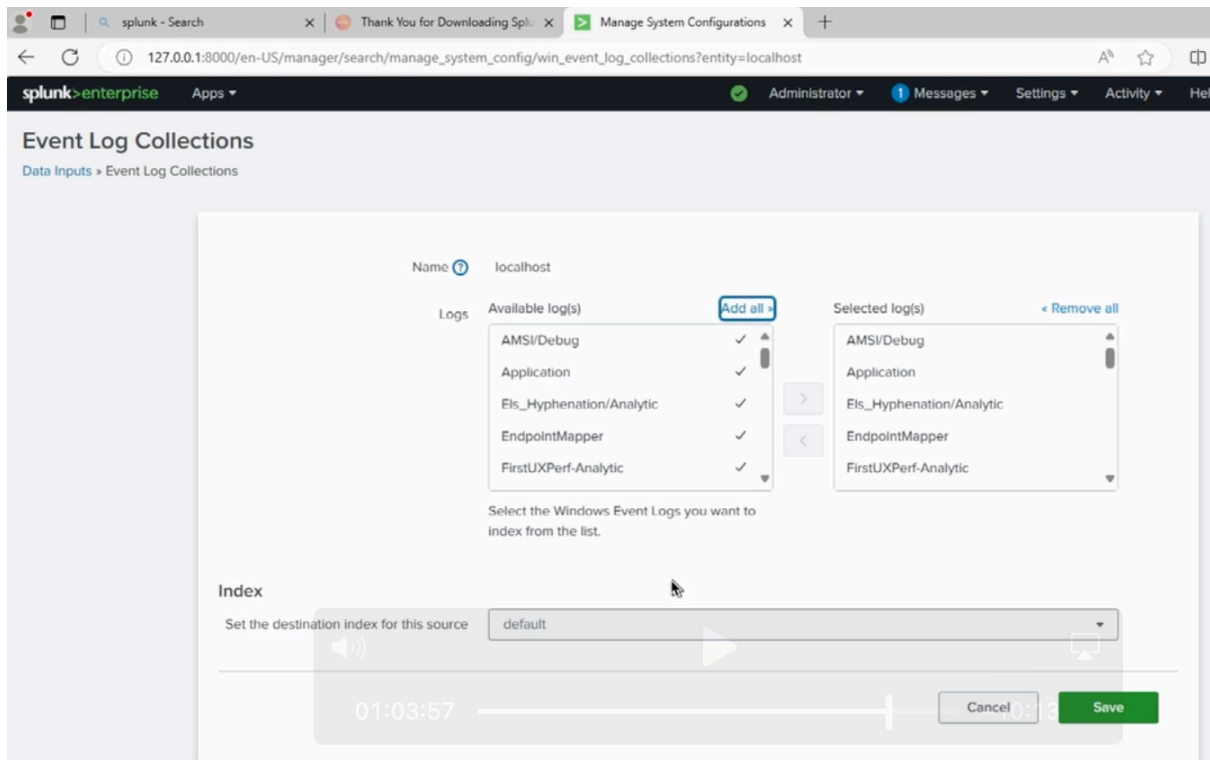 splunk - Search
Thank You for Downloading Splu
Manage System Configurations
127.0.0.1:8000/en-US/manager/search/manage_system_config/win_event_log_collections?entity=localhost
splunk>enterprise Apps Administrator 1 Messages Settings Activity Hel
Event Log Collections
Data Inputs » Event Log Collections
Name ? localhost
Logs
Available log(s) Add all »
AMSI/Debug
Application
Els_Hyphenation/Analytic
EndpointMapper
FirstUXPerf-Analytic
Selected log(s) « Remove all
AMSI/Debug
Application
Els_Hyphenation/Analytic
EndpointMapper
FirstUXPerf-Analytic
Select the Windows Event Logs you want to
index from the list.
Index
Set the destination index for this source default
01:03:57
Cancel Save